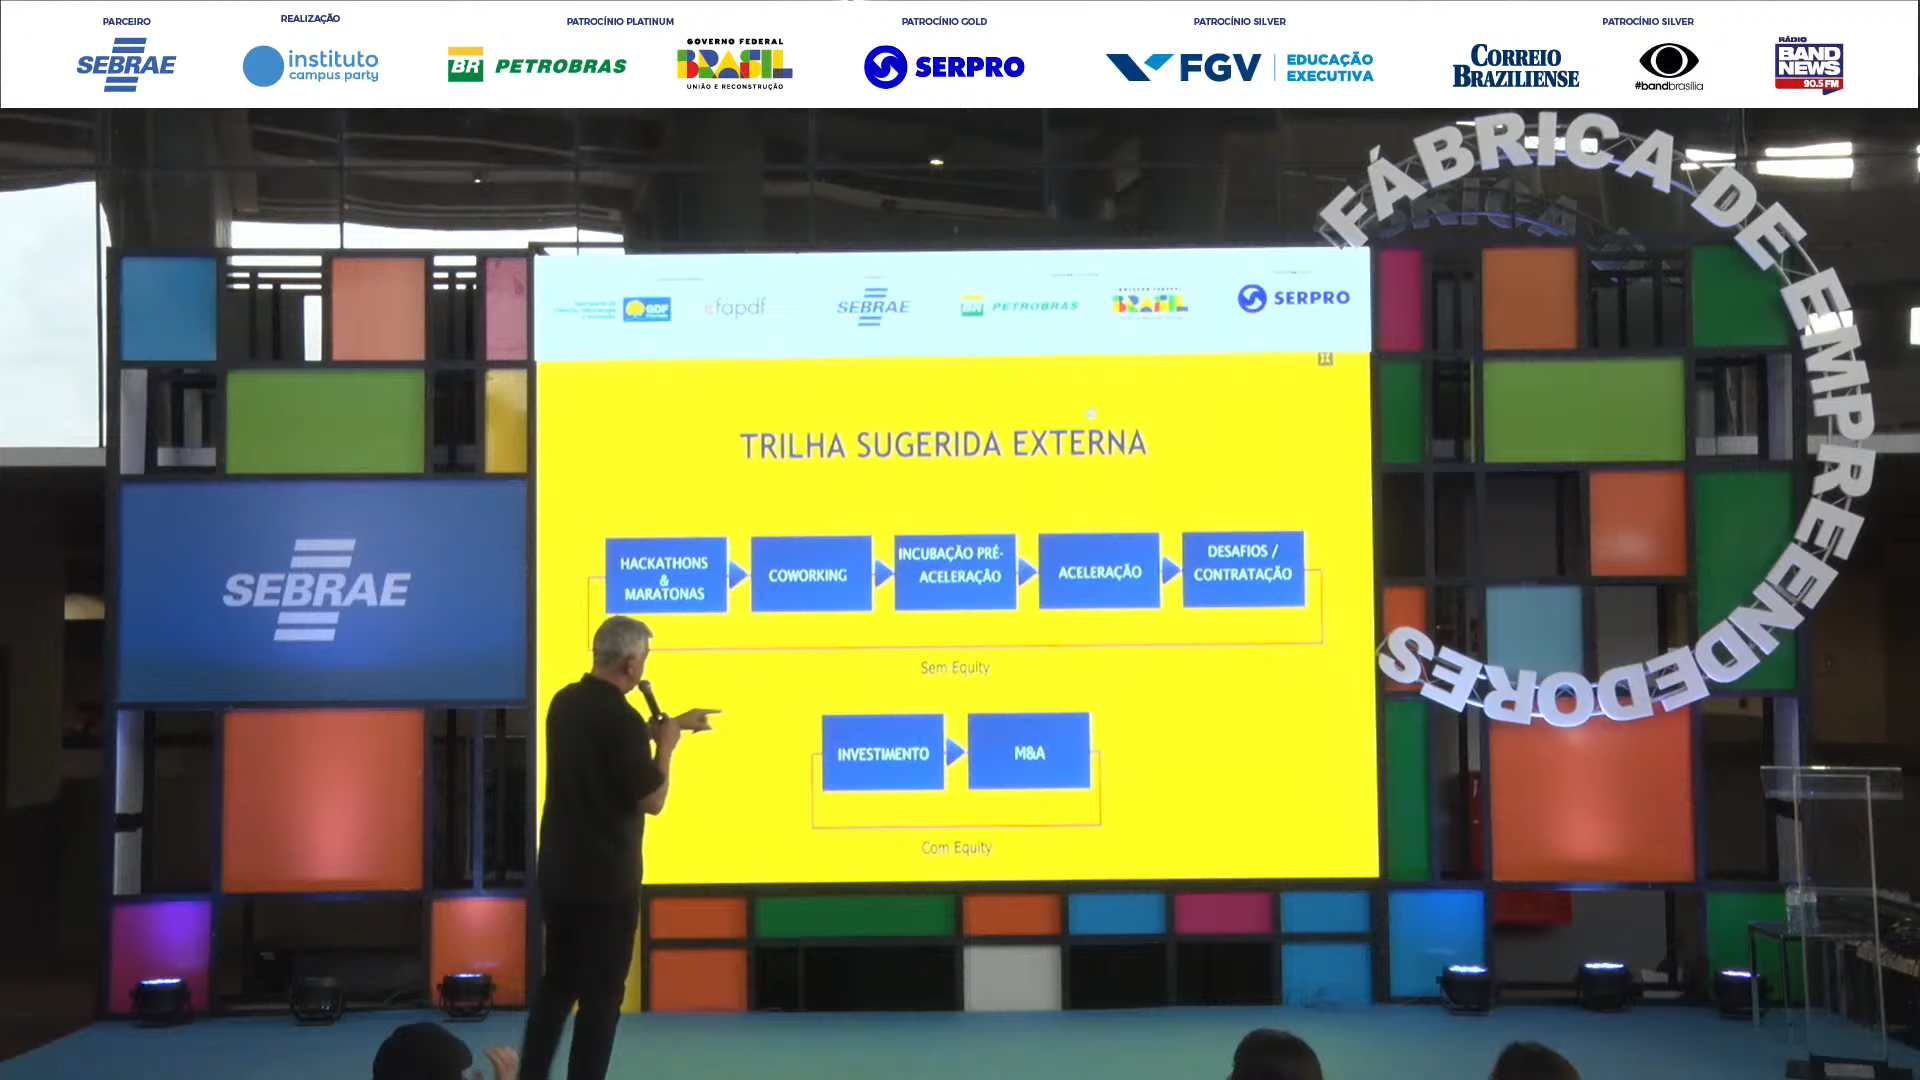 PARCEIRO
REALIZAÇÃO
PATROCÍNIO PLATINUM
PATROCÍNIO GOLD
PATROCÍNIO SILVER
PATROCÍNIO SILVER
SEBRAE
instituto
campus party
BR PETROBRAS
GOVERNO FEDERAL
BRASIL
UNIÃO E RECONSTRUÇÃO
SERPRO
FGV
EDUCAÇÃO
EXECUTIVA
CORREIO
BRAZILIENSE
#bandbrasília
RÁDIO
BAND
NEWS
90.5 FM
FÁBRICA DE EMPREENDEDORES
GDF
fapdf
SEBRAE
BR PETROBRAS
BRASIL
SERPRO
TRILHA SUGERIDA EXTERNA
HACKATHONS
&
MARATONAS
COWORKING
INCUBAÇÃO PRÉ-
ACELERAÇÃO
ACELERAÇÃO
DESAFIOS /
CONTRATAÇÃO
Sem Equity
INVESTIMENTO
M&A
Com Equity
SEBRAE